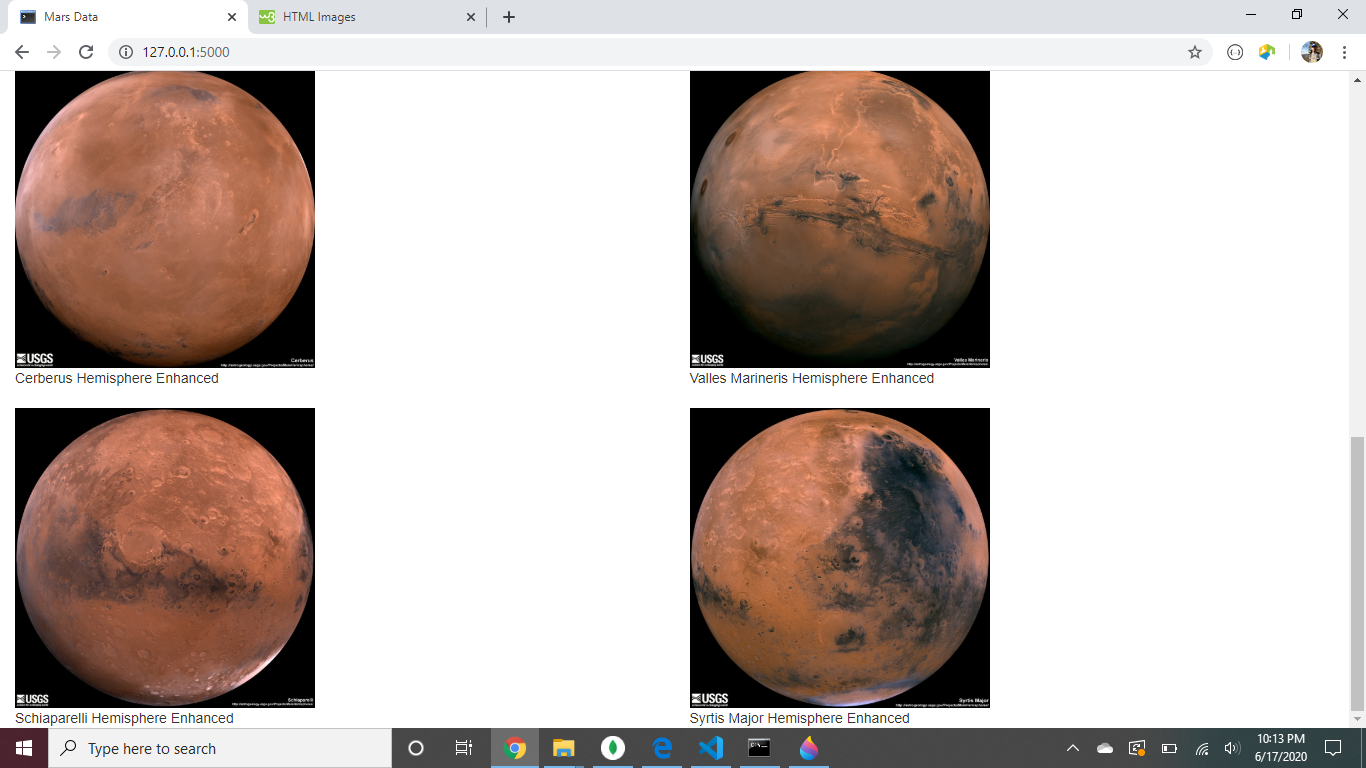 Mars Data
HTML Images
127.0.0.1:5000
USGS
Cerberus
Cerberus Hemisphere Enhanced
USGS
Valles Marineris
Valles Marineris Hemisphere Enhanced
USGS
Schiaparelli
Schiaparelli Hemisphere Enhanced
USGS
Syrtis Major
Syrtis Major Hemisphere Enhanced
Type here to search
10:13 PM
6/17/2020